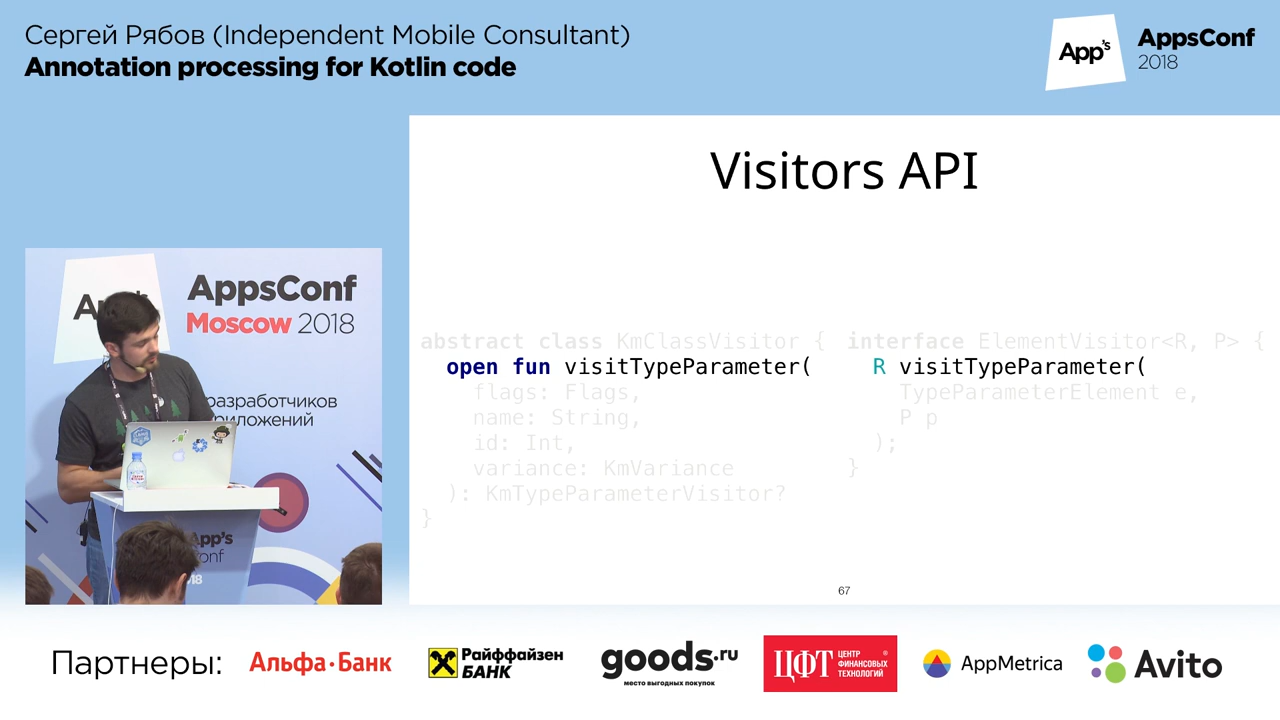 Сергей Рябов (Independent Mobile Consultant)
Annotation processing for Kotlin code
App's
AppsConf
2018
Visitors API
abstract class KmClassVisitor {
open fun visitTypeParameter(
flags: Flags,
name: String,
id: Int,
variance: KmVariance
): KmTypeParameterVisitor?
}
interface ElementVisitor<R, P> {
R visitTypeParameter(
TypeParameterElement e,
P p
);
}
67
AppsConf
Moscow 2018
разработчиков
приложений
App's
Conf
Партнеры:
Альфа·Банк
Райффайзен
БАНК
goods.ru
место выгодных покупок
ЦФТ
ЦЕНТР
ФИНАНСОВЫХ
ТЕХНОЛОГИЙ
®
AppMetrica
Avito